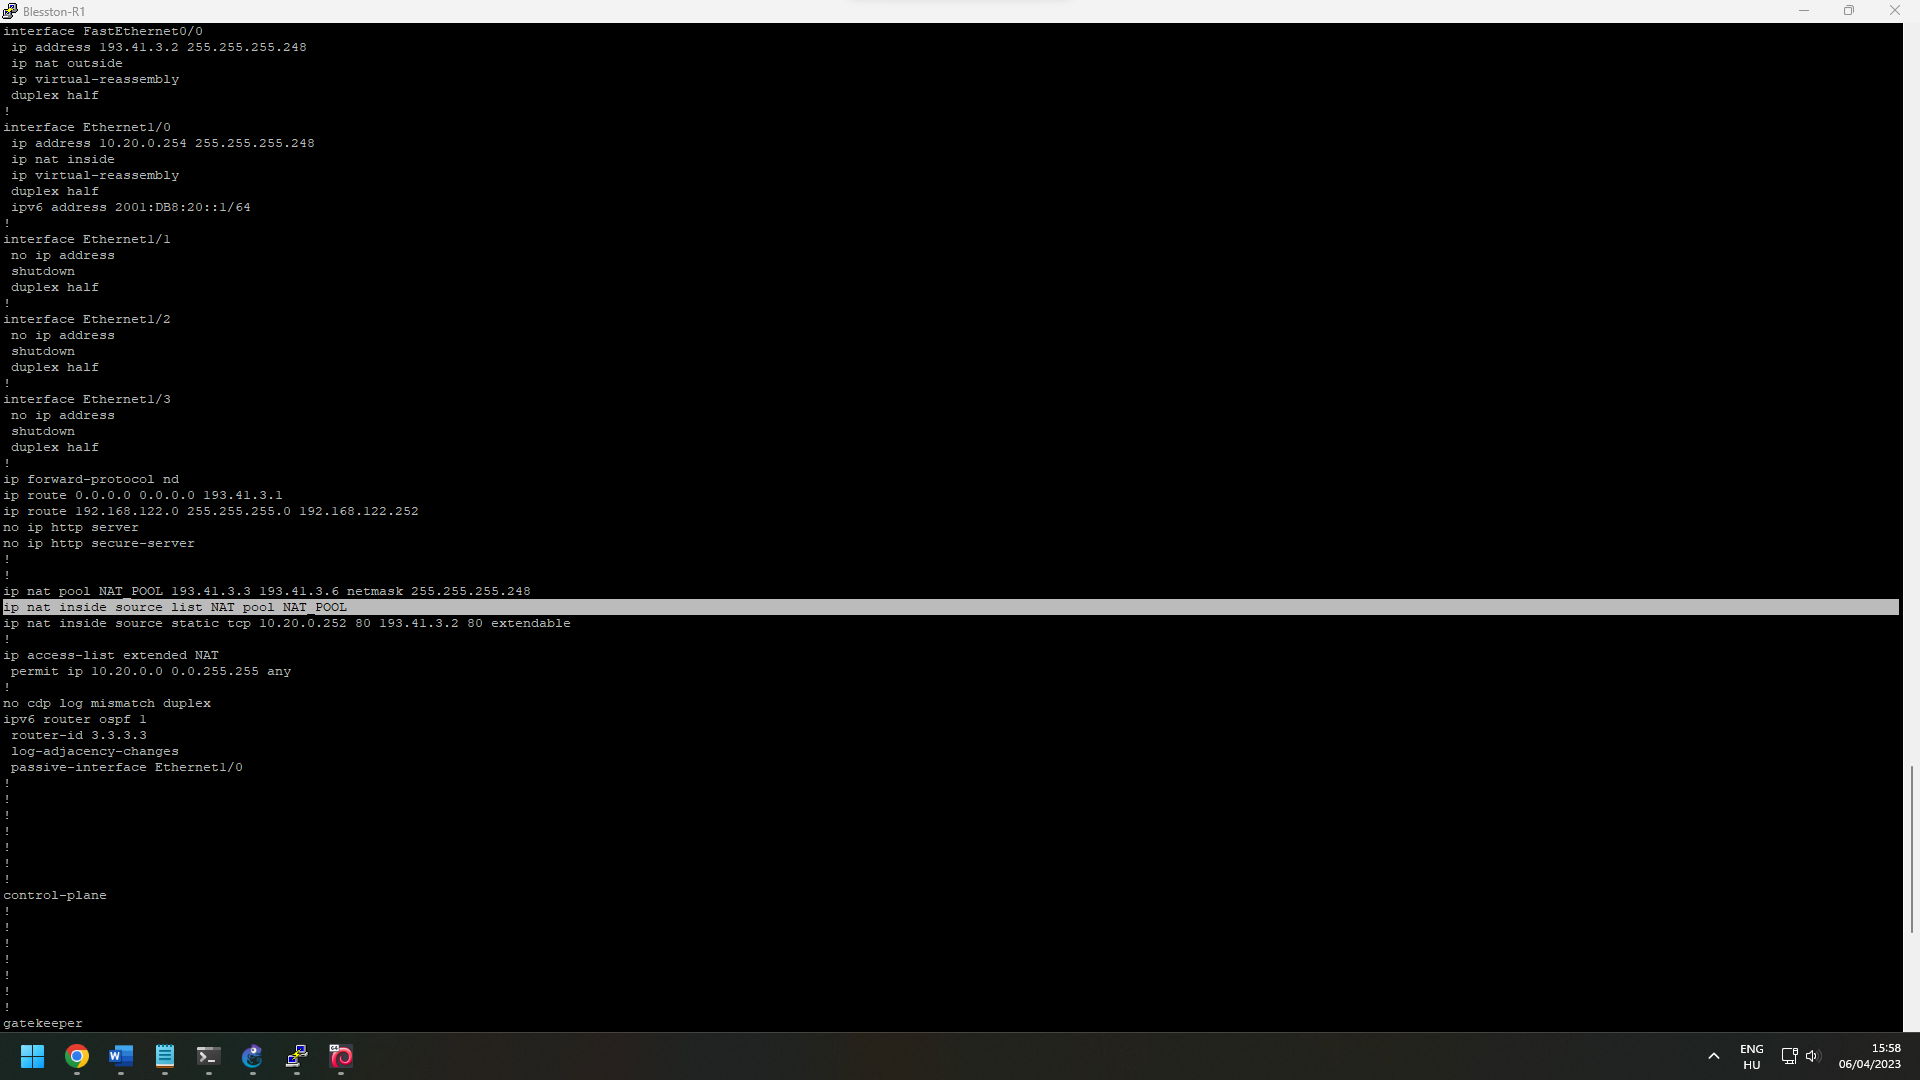 Blesston-R1
interface FastEthernet0/0
 ip address 193.41.3.2 255.255.255.248
 ip nat outside
 ip virtual-reassembly
 duplex half
!
interface Ethernet1/0
 ip address 10.20.0.254 255.255.255.248
 ip nat inside
 ip virtual-reassembly
 duplex half
 ipv6 address 2001:DB8:20::1/64
!
interface Ethernet1/1
 no ip address
 shutdown
 duplex half
!
interface Ethernet1/2
 no ip address
 shutdown
 duplex half
!
interface Ethernet1/3
 no ip address
 shutdown
 duplex half
!
ip forward-protocol nd
ip route 0.0.0.0 0.0.0.0 193.41.3.1
ip route 192.168.122.0 255.255.255.0 192.168.122.252
no ip http server
no ip http secure-server
!
!
ip nat pool NAT_POOL 193.41.3.3 193.41.3.6 netmask 255.255.255.248
ip nat inside source list NAT pool NAT_POOL
ip nat inside source static tcp 10.20.0.252 80 193.41.3.2 80 extendable
!
ip access-list extended NAT
 permit ip 10.20.0.0 0.0.255.255 any
!
no cdp log mismatch duplex
ipv6 router ospf 1
 router-id 3.3.3.3
 log-adjacency-changes
 passive-interface Ethernet1/0
!
!
!
!
!
!
!
control-plane
!
!
!
!
!
!
!
gatekeeper
ENG
HU
15:58
06/04/2023